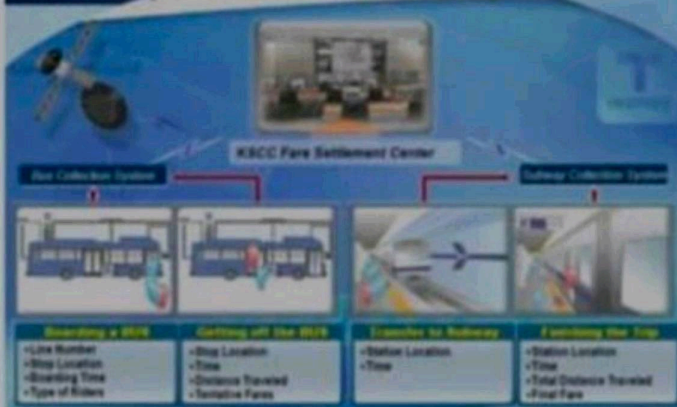 KSCC Fare Settlement Center
Bus Collection System
Subway Collection System
Boarding a BUS
•Line Number
•Stop Location
•Boarding Time
•Type of Riders
Getting off the BUS
•Stop Location
•Time
•Distance Traveled
•Tentative Fares
Transfer to Subway
•Station Location
•Time
Finishing the Trip
•Station Location
•Time
•Total Distance Traveled
•Final Fare